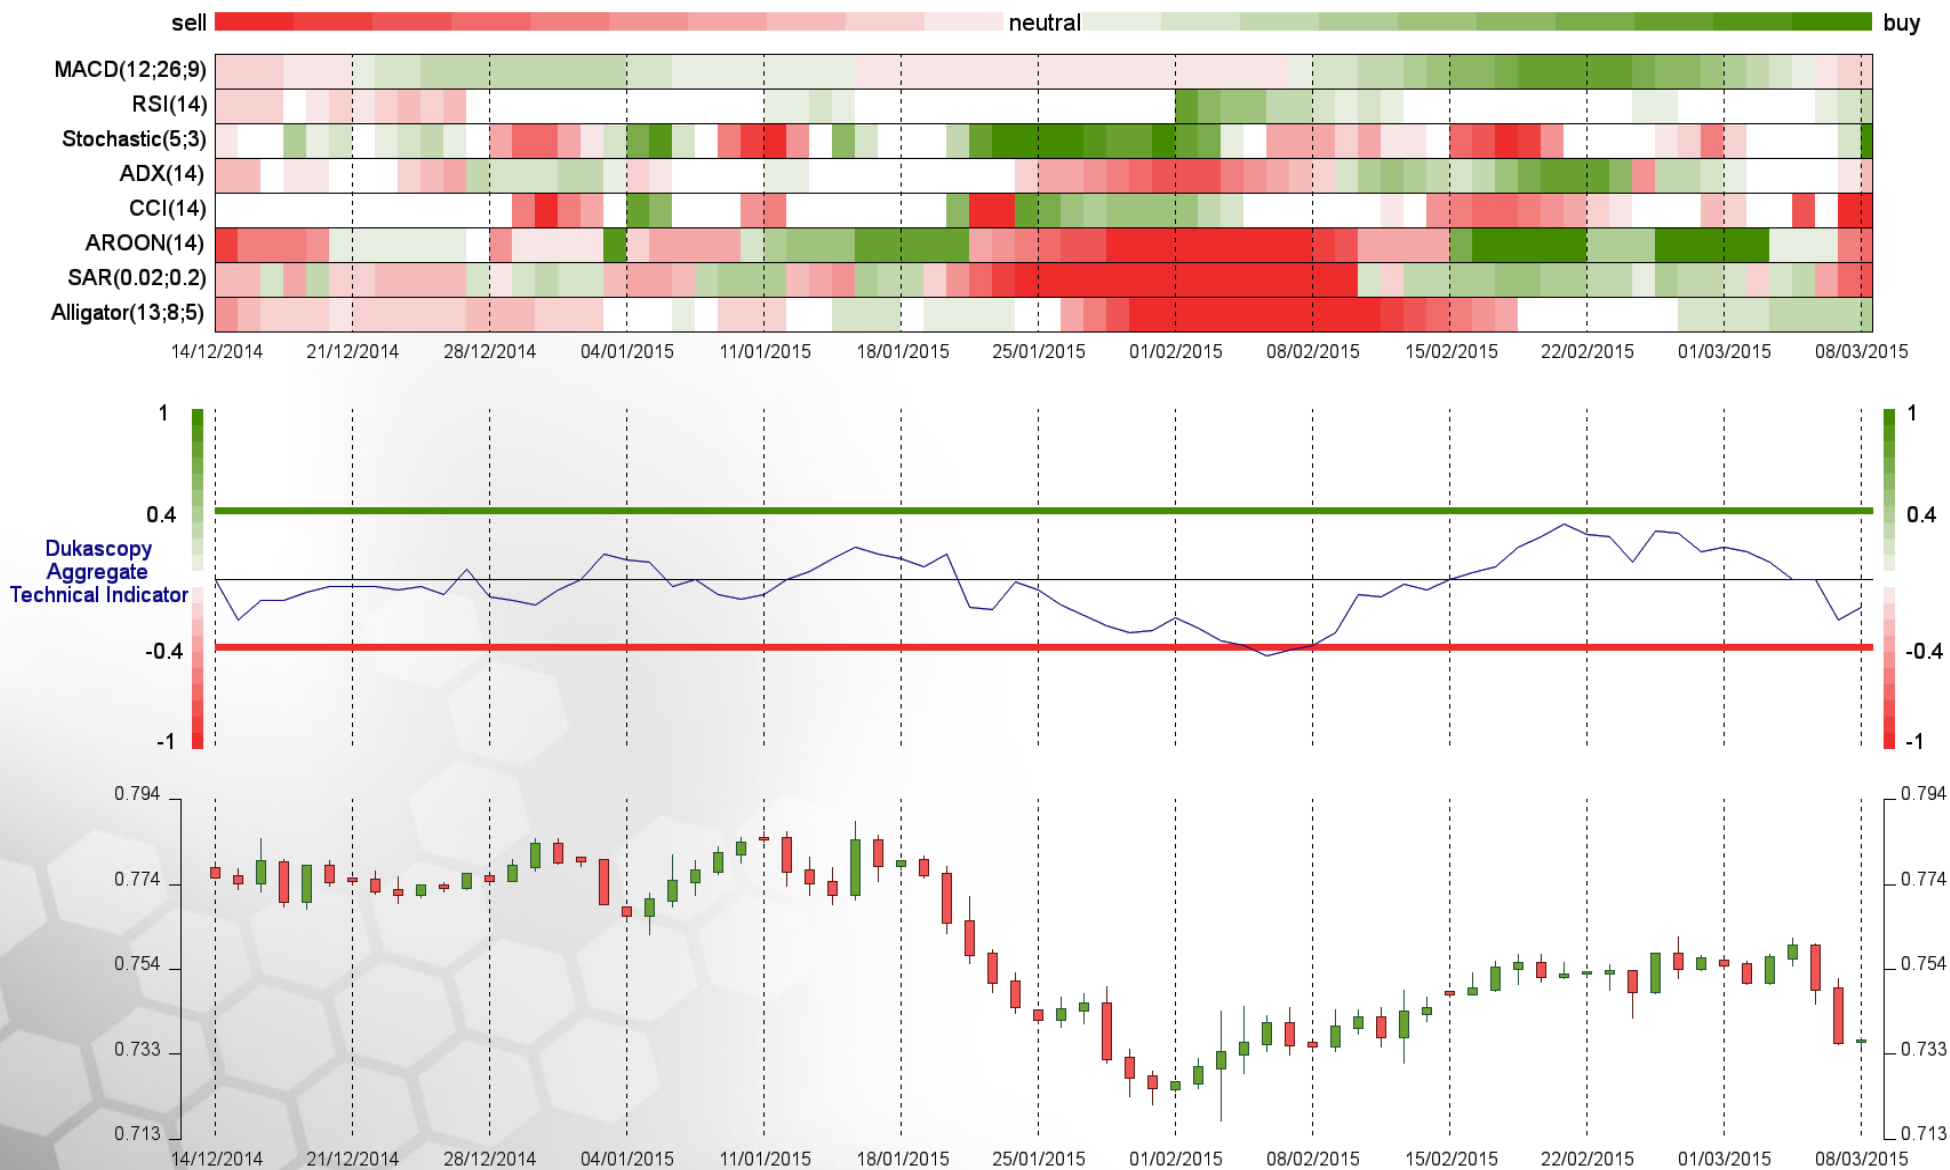 sell neutral buy
MACD(12;26;9)
RSI(14)
Stochastic(5;3)
ADX(14)
CCI(14)
AROON(14)
SAR(0.02;0.2)
Alligator(13;8;5)
14/12/2014 21/12/2014 28/12/2014 04/01/2015 11/01/2015 18/01/2015 25/01/2015 01/02/2015 08/02/2015 15/02/2015 22/02/2015 01/03/2015 08/03/2015
1 1
0.4 0.4
Dukascopy
Aggregate
Technical Indicator
-0.4 -0.4
-1 -1
0.794 0.794
0.774 0.774
0.754 0.754
0.733 0.733
0.713 0.713
14/12/2014 21/12/2014 28/12/2014 04/01/2015 11/01/2015 18/01/2015 25/01/2015 01/02/2015 08/02/2015 15/02/2015 22/02/2015 01/03/2015 08/03/2015